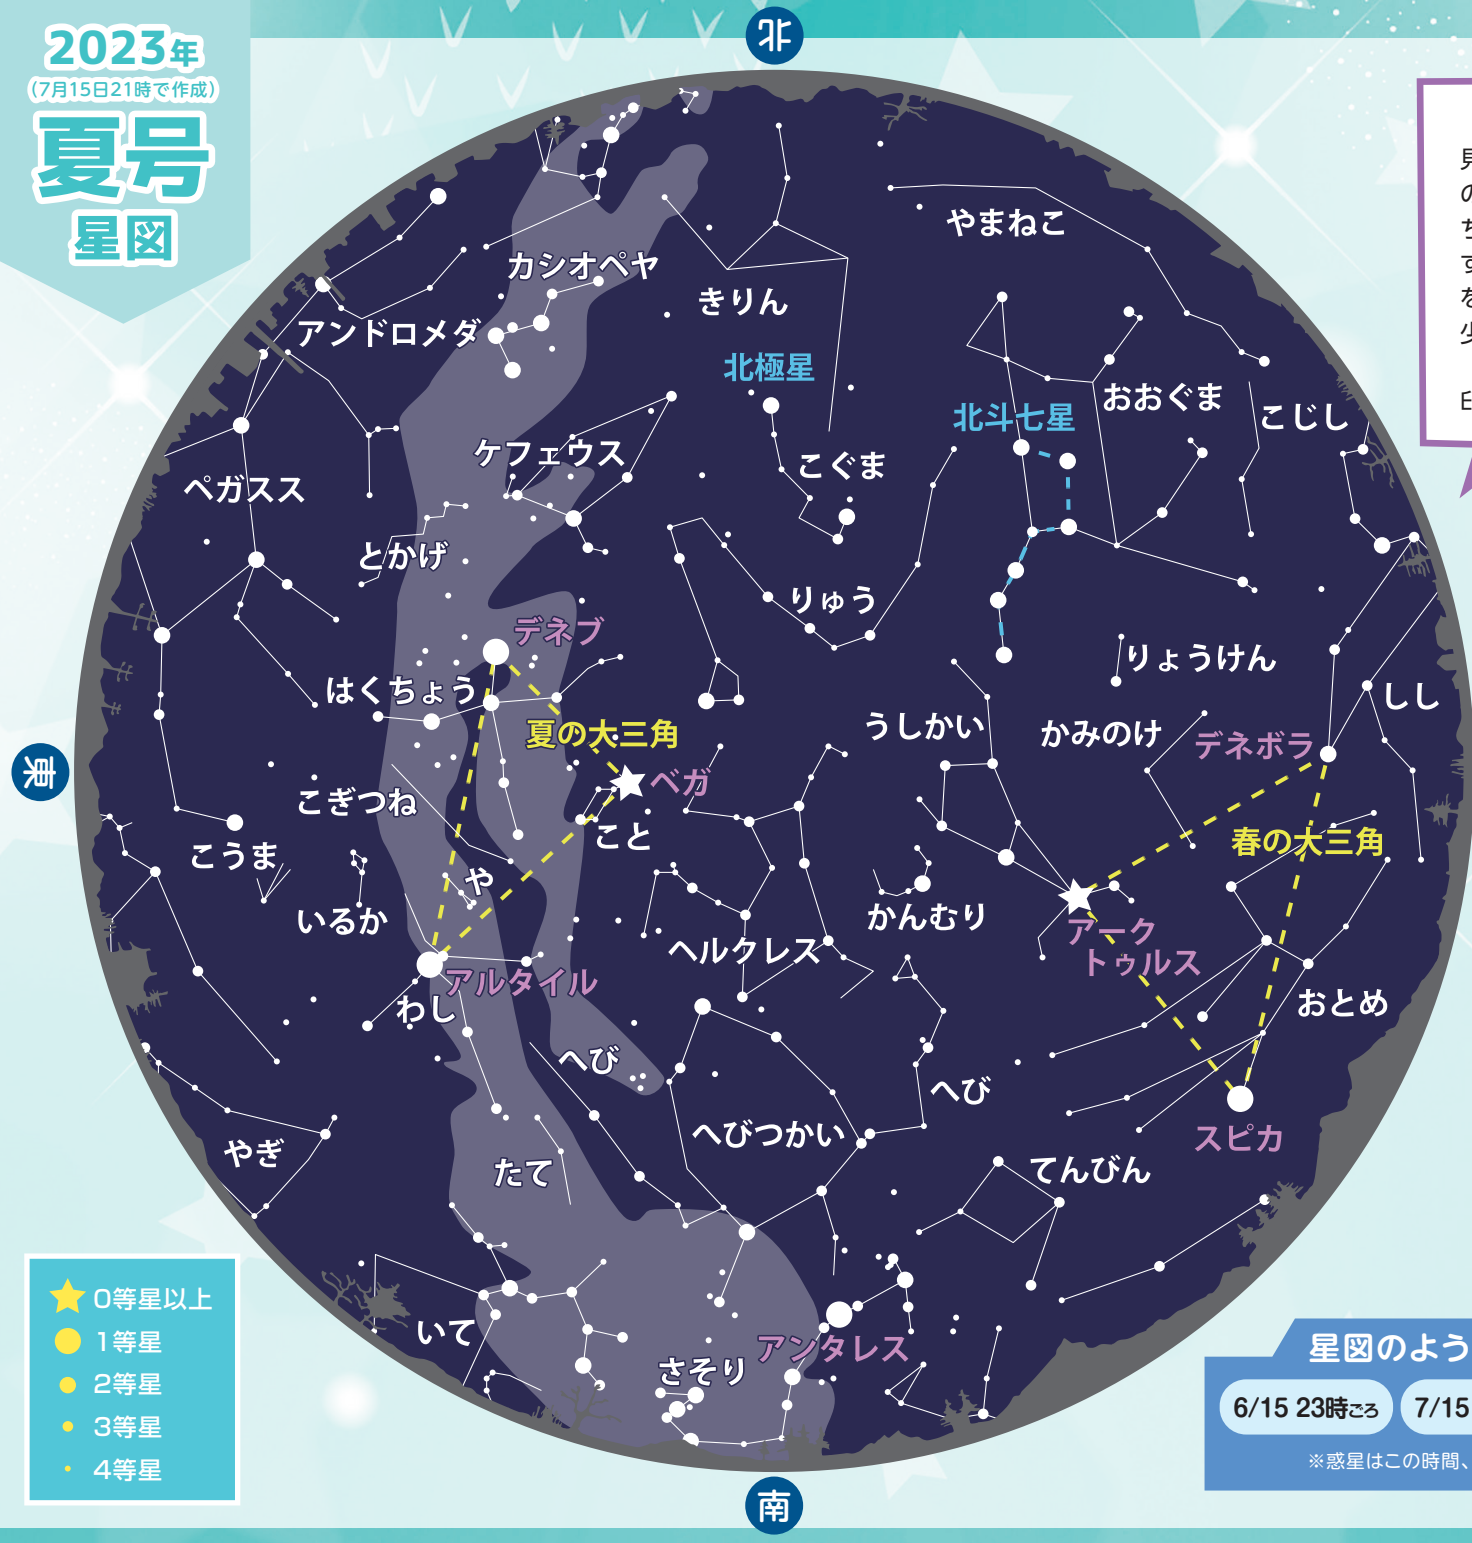 2023年
(7月15日21時で作成)
夏号
星図
北
やまねこ
カシオペヤ
きりん
アンドロメダ
北極星
おおぐま
北斗七星
こじし
ケフェウス
こぐま
ペガスス
とかげ
りゅう
デネブ
りょうけん
はくちょう
しし
うしかい
かみのけ
夏の大三角
デネボラ
東
ベガ
こぎつね
こと
春の大三角
こうま
や
いるか
かんむり
ヘルクレス
アーク
トゥルス
アルタイル
わし
おとめ
へび
へび
へびつかい
スピカ
やぎ
たて
てんびん
いて
アンタレス
さそり
南
0等星以上
1等星
2等星
3等星
4等星
見
の
ち
す
を
少
星図のよう
6/15 23時ごろ
7/15
※惑星はこの時間、